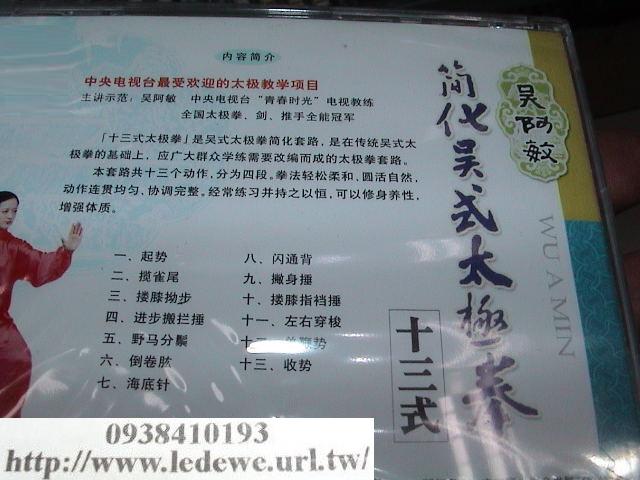 内容简介
中央电视台最受欢迎的太极教学项目
主讲示范：吴阿敏 中央电视台“青春时光”电视教练
全国太极拳、剑、推手全能冠军
「十三式太极拳」是吴式太极拳简化套路，是在传统吴式太
极拳的基础上，应广大群众学练需要改编而成的太极拳套路。
本套路共十三个动作，分为四段。拳法轻松柔和、圆活自然，
动作连贯均匀、协调完整。经常练习并持之以恒，可以修身养性，
增强体质。
一、起势
二、揽雀尾
三、搂膝拗步
四、进步搬拦捶
五、野马分鬃
六、倒卷肱
七、海底针
八、闪通背
九、撇身捶
十、搂膝指裆捶
十一、左右穿梭
十三、收势
简化吴式太極拳
十三式
吴阿敏
WU A MIN
0938410193
http://www.ledewe.url.tw/